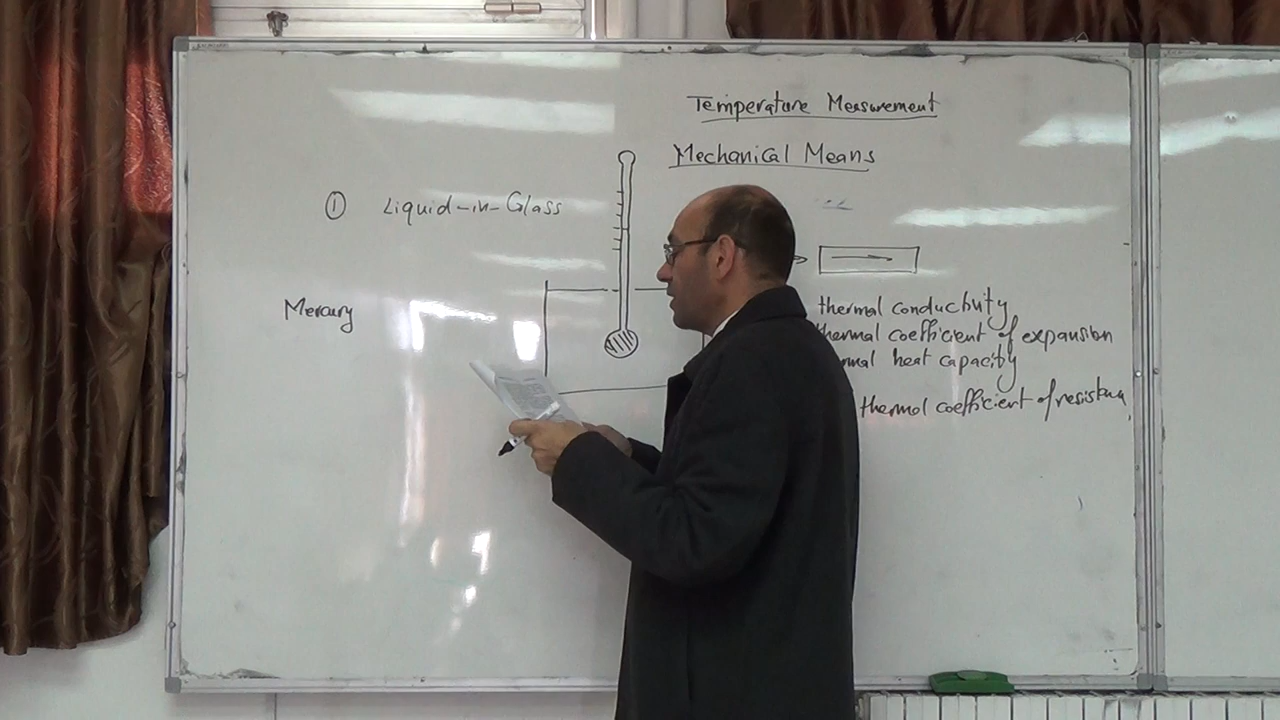 Temperature Measurement
Mechanical Means
① Liquid-in-Glass
Mercury
thermal conductivity
thermal coefficient of expansion
heat capacity
thermal coefficient of